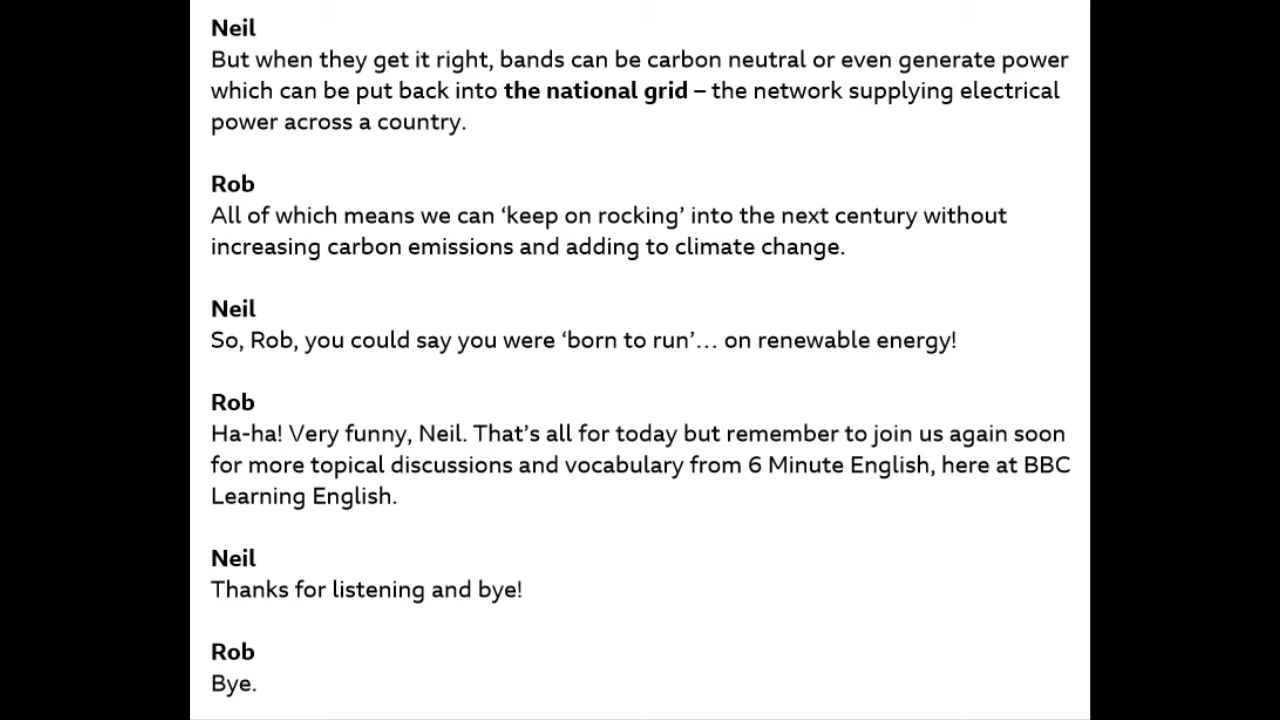 Neil
But when they get it right, bands can be carbon neutral or even generate power
which can be put back into the national grid – the network supplying electrical
power across a country.
Rob
All of which means we can ‘keep on rocking’ into the next century without
increasing carbon emissions and adding to climate change.
Neil
So, Rob, you could say you were ‘born to run’… on renewable energy!
Rob
Ha-ha! Very funny, Neil. That’s all for today but remember to join us again soon
for more topical discussions and vocabulary from 6 Minute English, here at BBC
Learning English.
Neil
Thanks for listening and bye!
Rob
Bye.